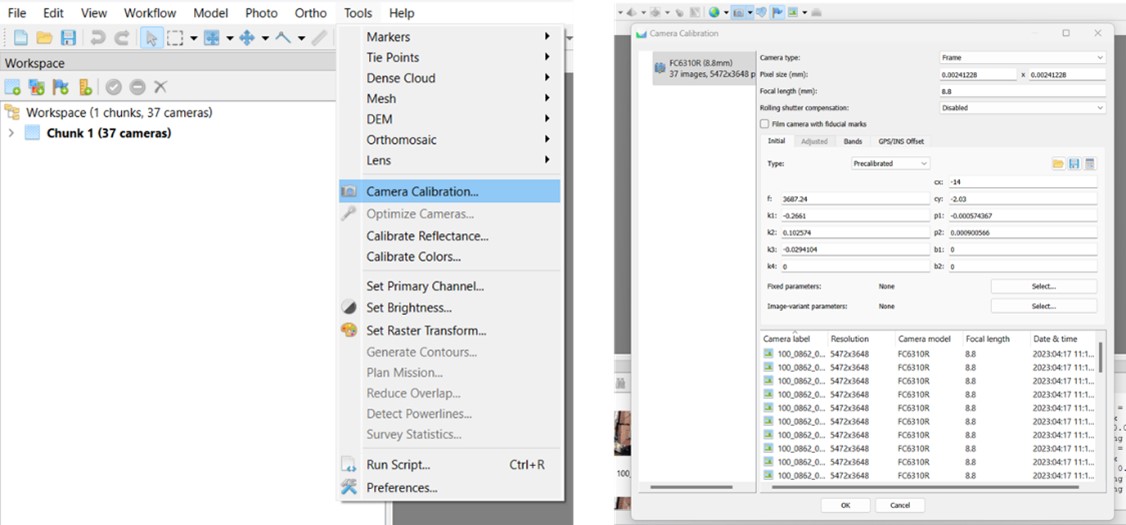 File Edit View Workflow Model Photo Ortho Tools Help
Workspace
Workspace (1 chunks, 37 cameras)
Chunk 1 (37 cameras)
Markers
Tie Points
Dense Cloud
Mesh
DEM
Orthomosaic
Lens
Camera Calibration...
Optimize Cameras...
Calibrate Reflectance...
Calibrate Colors...
Set Primary Channel...
Set Brightness...
Set Raster Transform...
Generate Contours...
Plan Mission...
Reduce Overlap...
Detect Powerlines...
Survey Statistics...
Run Script... Ctrl+R
Preferences...
Camera Calibration
FC6310R (8.8mm)
37 images, 5472x3648 p
Camera type: Frame
Pixel size (mm): 0.00241228 x 0.00241228
Focal length (mm): 8.8
Rolling shutter compensation: Disabled
Film camera with fiducial marks
Initial Adjusted Bands GPS/INS Offset
Type: Precalibrated
cx: -14
f: 3687.24 cy: -2.03
k1: -0.2661 p1: -0.000574367
k2: 0.102574 p2: 0.000900566
k3: -0.0294104 b1: 0
k4: 0 b2: 0
Fixed parameters: None Select...
Image-variant parameters: None Select...
Camera label Resolution Camera model Focal length Date & time
100_0862_0... 5472x3648 FC6310R 8.8 2023:04:17 11:1...
100_0862_0... 5472x3648 FC6310R 8.8 2023:04:17 11:1...
100_0862_0... 5472x3648 FC6310R 8.8 2023:04:17 11:1...
100_0862_0... 5472x3648 FC6310R 8.8 2023:04:17 11:1...
100_0862_0... 5472x3648 FC6310R 8.8 2023:04:17 11:1...
100_0862_0... 5472x3648 FC6310R 8.8 2023:04:17 11:1...
100_0862_0... 5472x3648 FC6310R 8.8 2023:04:17 11:1...
100_0862_0... 5472x3648 FC6310R 8.8 2023:04:17 11:1...
100_0862_0... 5472x3648 FC6310R 8.8 2023:04:17 11:1...
100_0862_0... 5472x3648 FC6310R 8.8 2023:04:17 11:1...
OK Cancel
100_